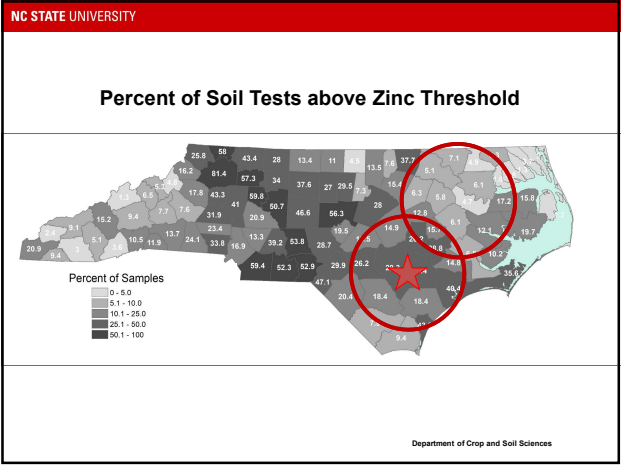 NC STATE UNIVERSITY
Percent of Soil Tests above Zinc Threshold
25.8 58 43.4 28 13.4 11 4.5 13.5 7.6 37.7 7.1 4.9
16.2 81.4 57.3 34 37.6 27 29.5 7.3 15.4 5.1 6.1
1.3 6.5 5.2 17.8 43.3 59.8 28 6.3 5.8 4.7 17.2 15.8
2.4 9.1 15.2 9.4 7.7 7.6 31.9 41 20.9 50.7 46.6 56.3 12.8 6.1 12.1 19.7
20.9 9.4 3 5.1 10.5 11.9 13.7 24.1 23.4 33.8 16.9 13.3 39.2 53.8 28.7 19.5 14.9 10.2
59.4 52.3 52.9 29.9 26.2 14.8 35.6
47.1 20.4 18.4 18.4 40.4
9.4
Percent of Samples
0 - 5.0
5.1 - 10.0
10.1 - 25.0
25.1 - 50.0
50.1 - 100
Department of Crop and Soil Sciences